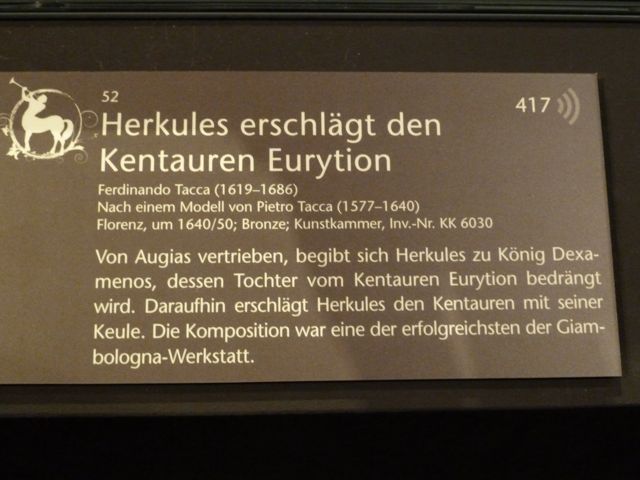 52
417
Herkules erschlägt den
Kentauren Eurytion
Ferdinando Tacca (1619–1686)
Nach einem Modell von Pietro Tacca (1577–1640)
Florenz, um 1640/50; Bronze; Kunstkammer, Inv.-Nr. KK 6030
Von Augias vertrieben, begibt sich Herkules zu König Dexa-
menos, dessen Tochter vom Kentauren Eurytion bedrängt
wird. Daraufhin erschlägt Herkules den Kentauren mit seiner
Keule. Die Komposition war eine der erfolgreichsten der Giam-
bologna-Werkstatt.